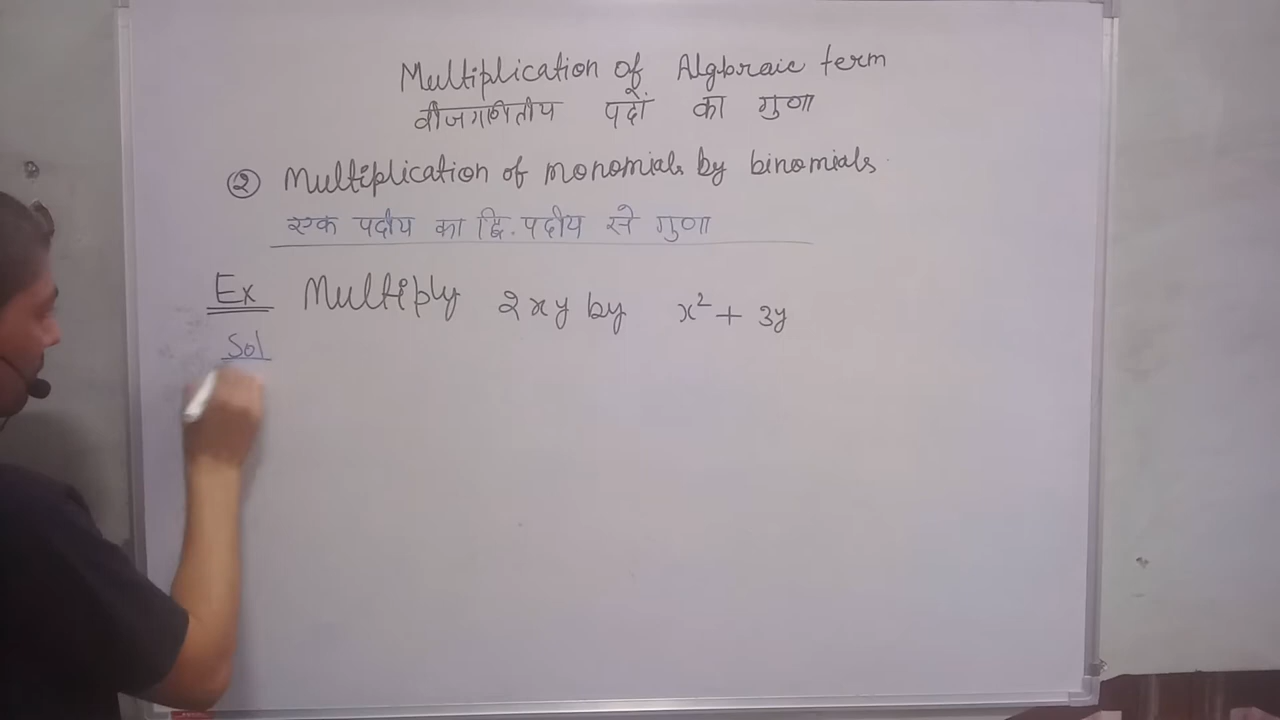 Multiplication of Algbraic term
वीजगणितीय पदों का गुणा
② Multiplication of monomials by binomials
एक पदीय का द्वि. पदीय से गुणा
Ex Multiply 2xy by x² + 3y
Sol